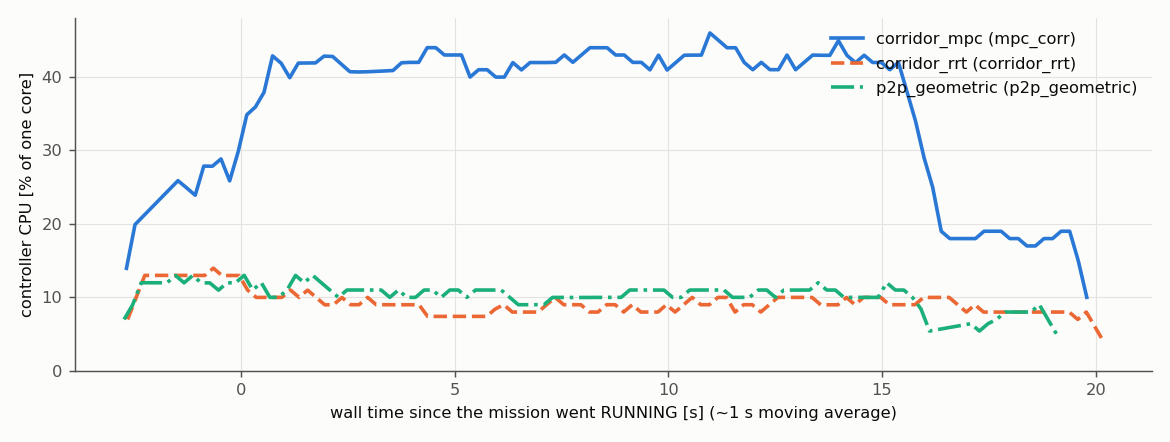 corridor_mpc (mpc_corr)
corridor_rrt (corridor_rrt)
p2p_geometric (p2p_geometric)
controller CPU [% of one core]
40
30
20
10
0
0 5 10 15 20
wall time since the mission went RUNNING [s] (~1 s moving average)